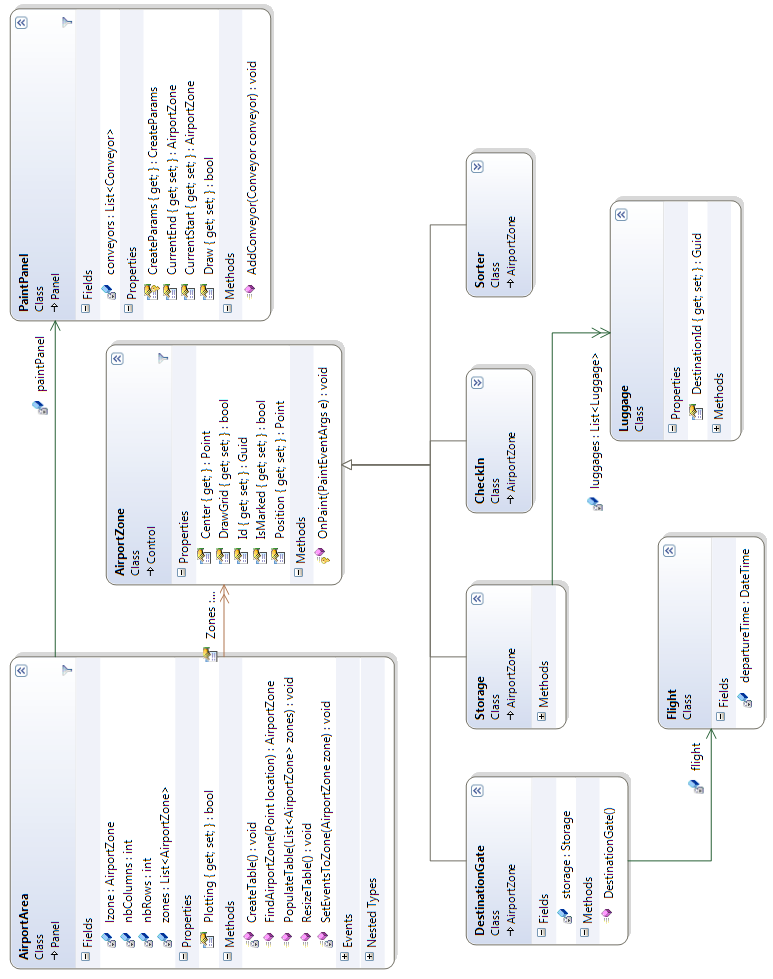 AirportArea
Class
Panel
Fields
lzone : AirportZone
nbColumns : int
nbRows : int
zones : List<AirportZone>
Properties
Plotting { get; set; } : bool
Methods
CreateTable() : void
FindAirportZone(Point location) : AirportZone
PopulateTable(List<AirportZone> zones) : void
ResizeTable() : void
SetEventsToZone(AirportZone zone) : void
Events
Nested Types
paintPanel
Zones :...
PaintPanel
Class
Panel
Fields
conveyors : List<Conveyor>
Properties
CreateParams { get; } : CreateParams
CurrentEnd { get; set; } : AirportZone
CurrentStart { get; set; } : AirportZone
Draw { get; set; } : bool
Methods
AddConveyor(Conveyor conveyor) : void
AirportZone
Class
Control
Properties
Center { get; } : Point
DrawGrid { get; set; } : bool
Id { get; set; } : Guid
IsMarked { get; set; } : bool
Position { get; set; } : Point
Methods
OnPaint(PaintEventArgs e) : void
DestinationGate
Class
AirportZone
Fields
storage : Storage
Methods
DestinationGate()
Storage
Class
AirportZone
Methods
CheckIn
Class
AirportZone
Sorter
Class
AirportZone
flight
luggages : List<Luggage>
Flight
Class
Fields
departureTime : DateTime
Luggage
Class
Properties
DestinationId { get; set; } : Guid
Methods